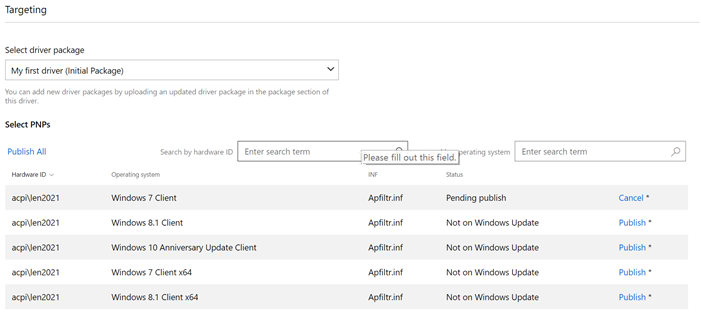 Targeting
Select driver package
My first driver (Initial Package)
You can add new driver packages by uploading an updated driver package in the package section of
this driver.
Select PNPs
Publish All
Search by hardware ID
Enter search term
Please fill out this field.
operating system
Enter search term
Hardware ID Operating system INF Status
acpi\len2021 Windows 7 Client Apfiltr.inf Pending publish Cancel *
acpi\len2021 Windows 8.1 Client Apfiltr.inf Not on Windows Update Publish *
acpi\len2021 Windows 10 Anniversary Update Client Apfiltr.inf Not on Windows Update Publish *
acpi\len2021 Windows 7 Client x64 Apfiltr.inf Not on Windows Update Publish *
acpi\len2021 Windows 8.1 Client x64 Apfiltr.inf Not on Windows Update Publish *